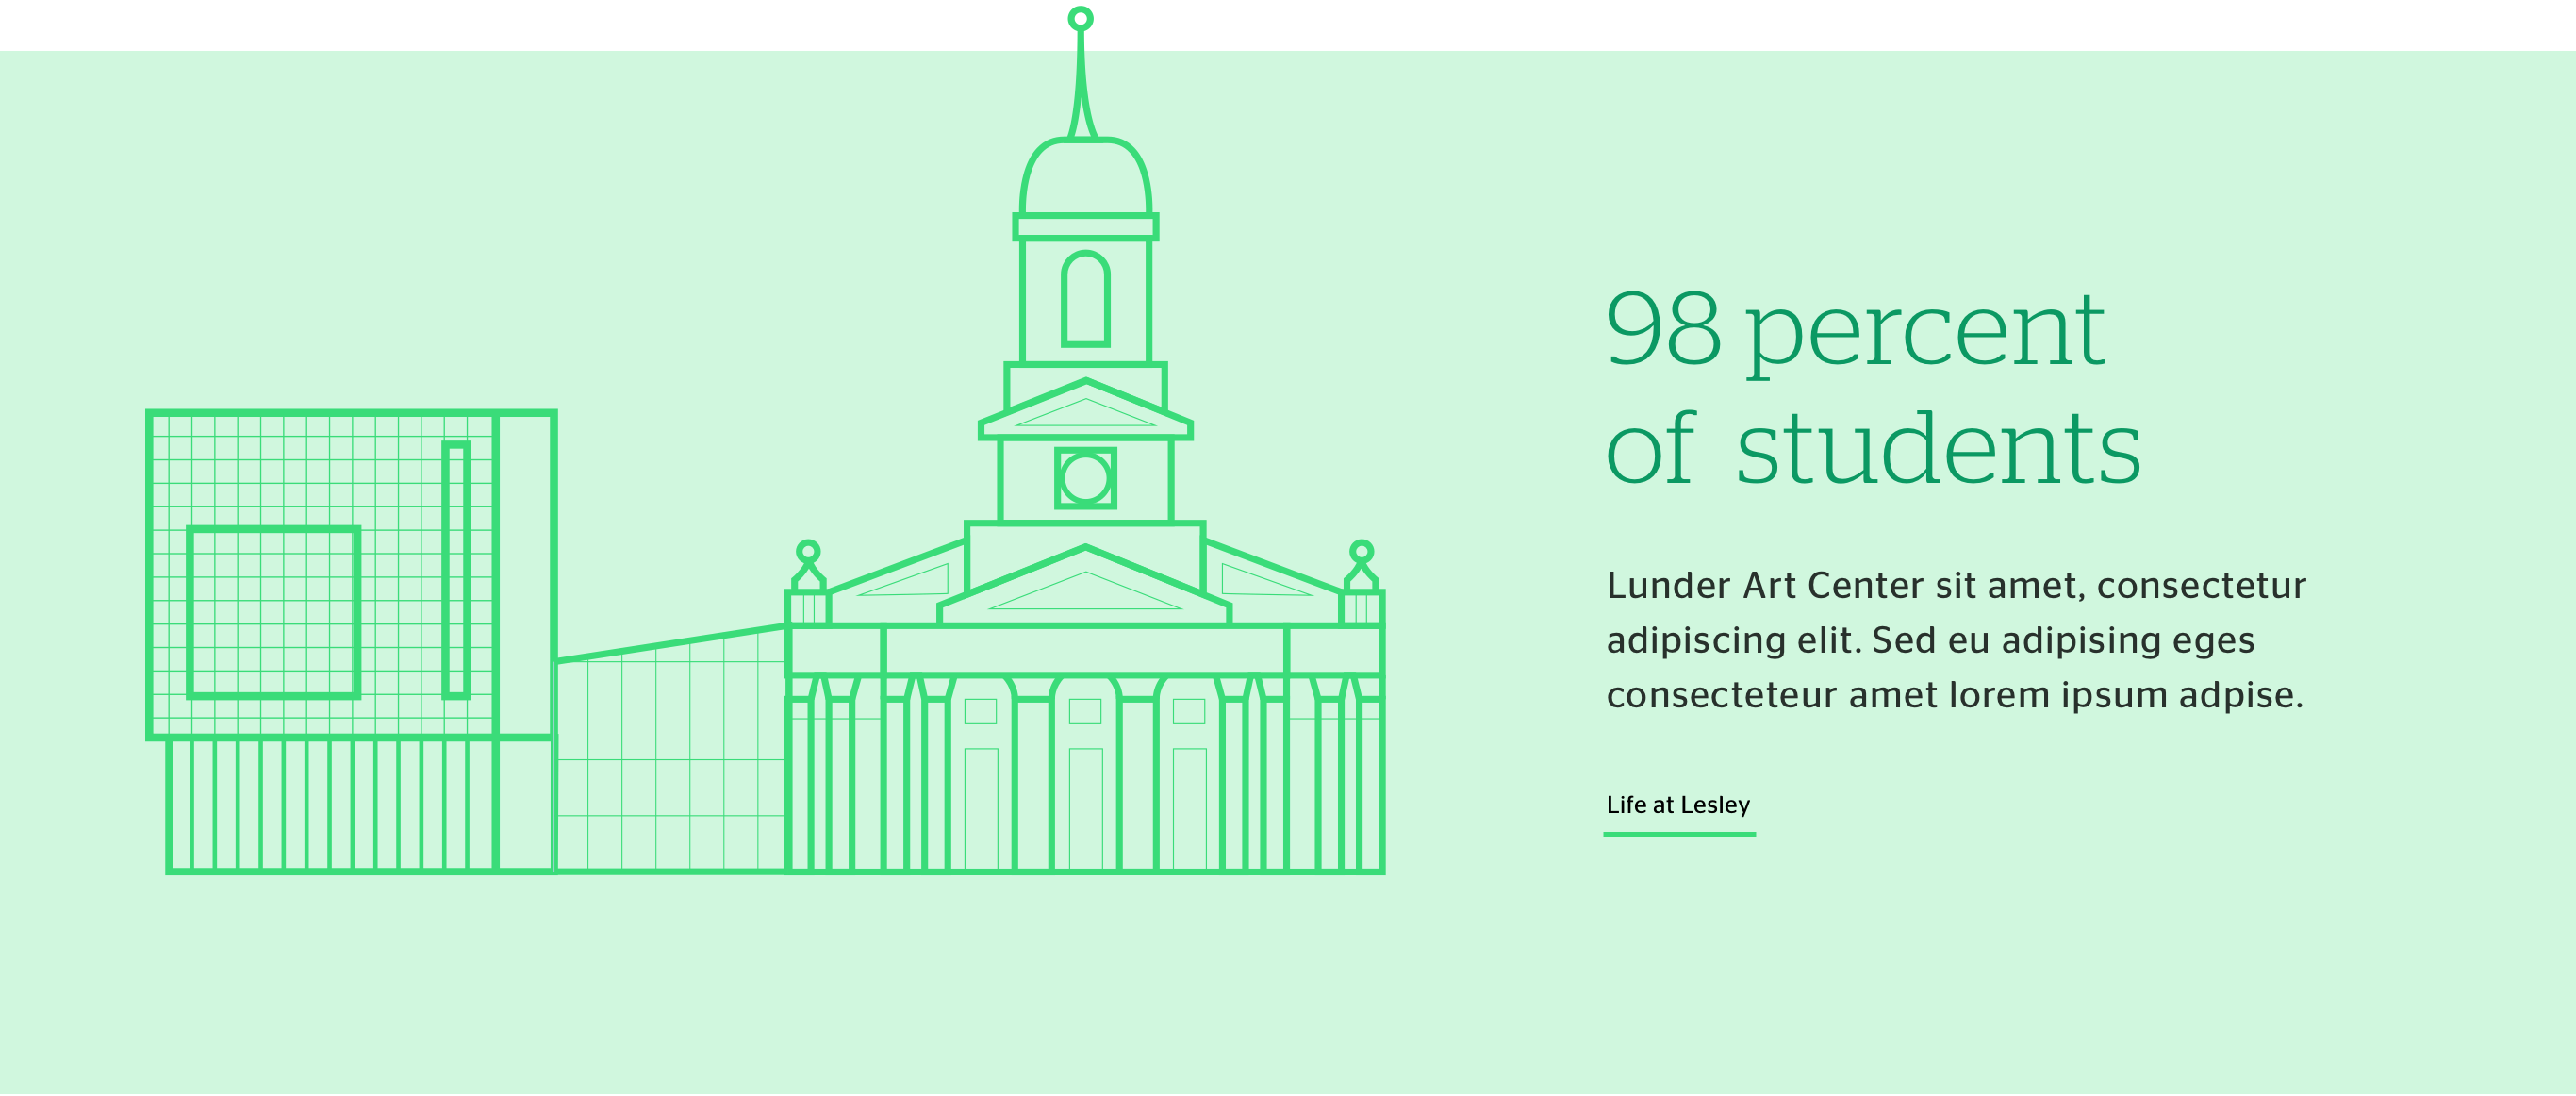 98 percent
of students
Lunder Art Center sit amet, consectetur
adipiscing elit. Sed eu adipising eges
consecteteur amet lorem ipsum adpise.
Life at Lesley